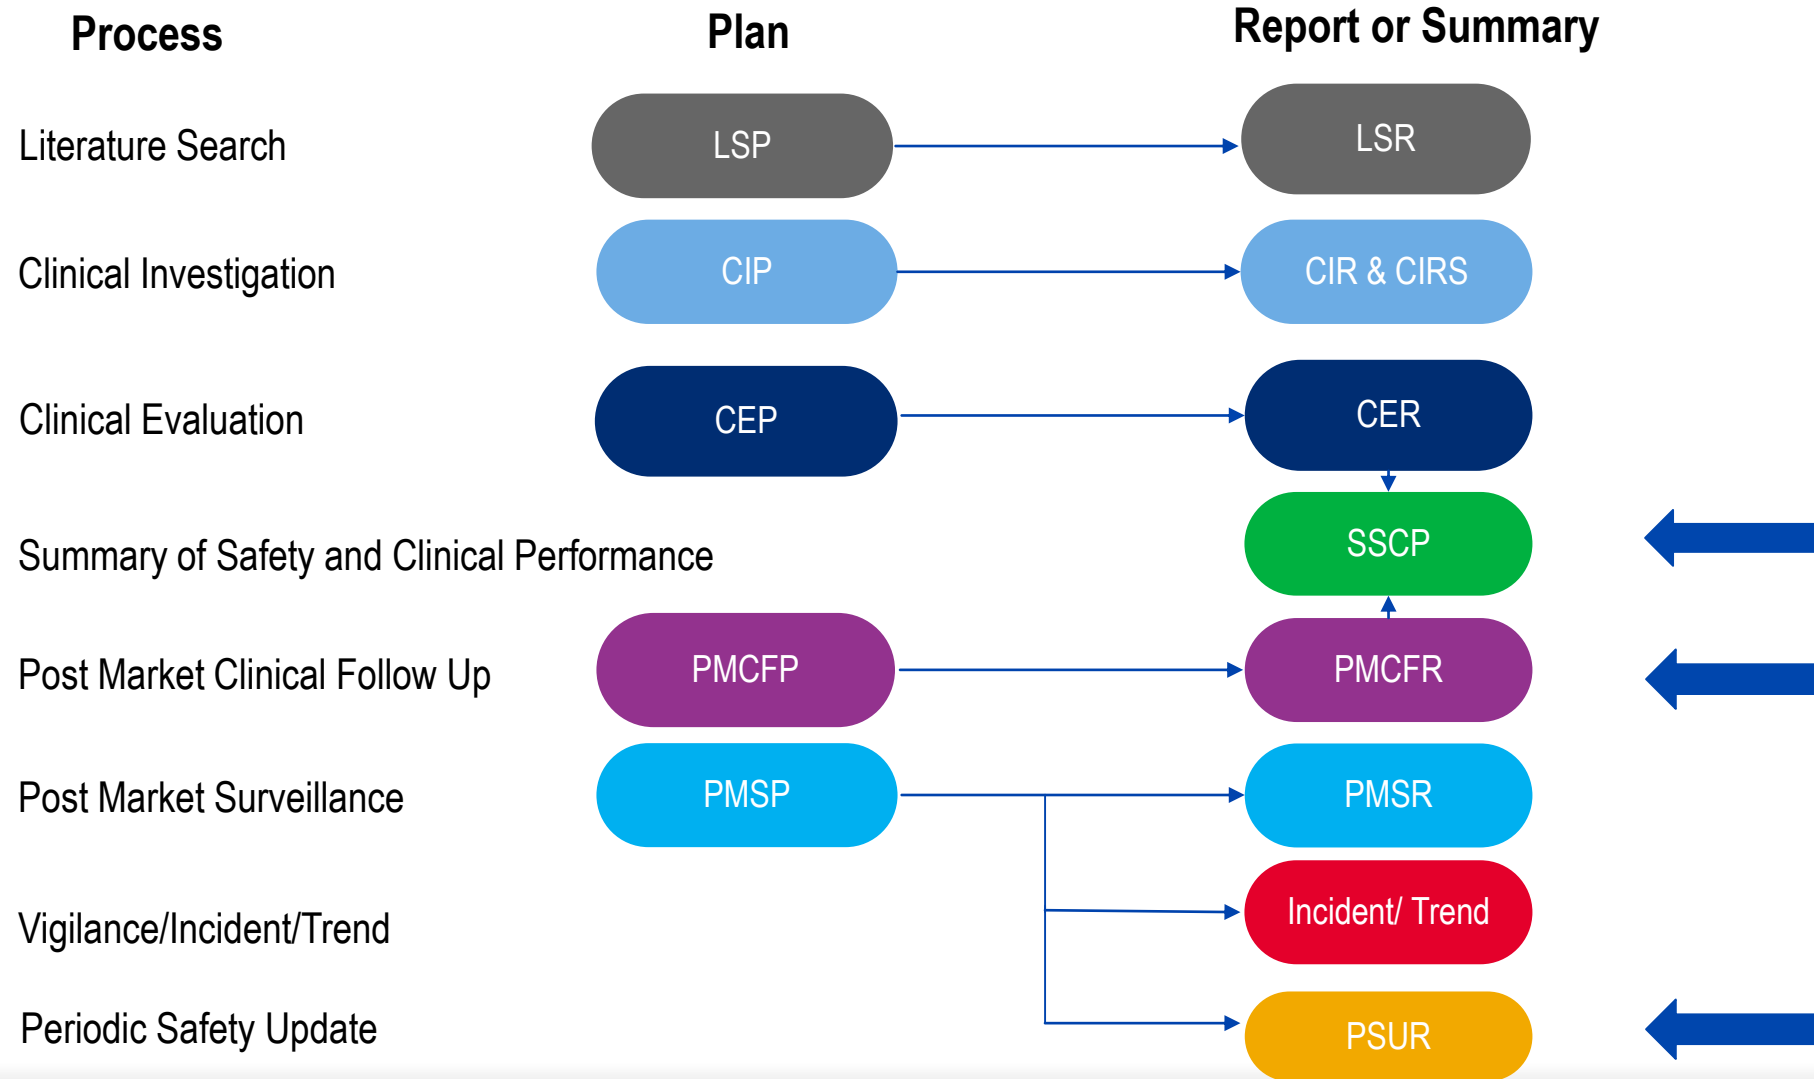 Process Plan Report or Summary
Literature Search LSP LSR
Clinical Investigation CIP CIR & CIRS
Clinical Evaluation CEP CER
Summary of Safety and Clinical Performance SSCP
Post Market Clinical Follow Up PMCFP PMCFR
Post Market Surveillance PMSP PMSR
Vigilance/Incident/Trend Incident/ Trend
Periodic Safety Update PSUR